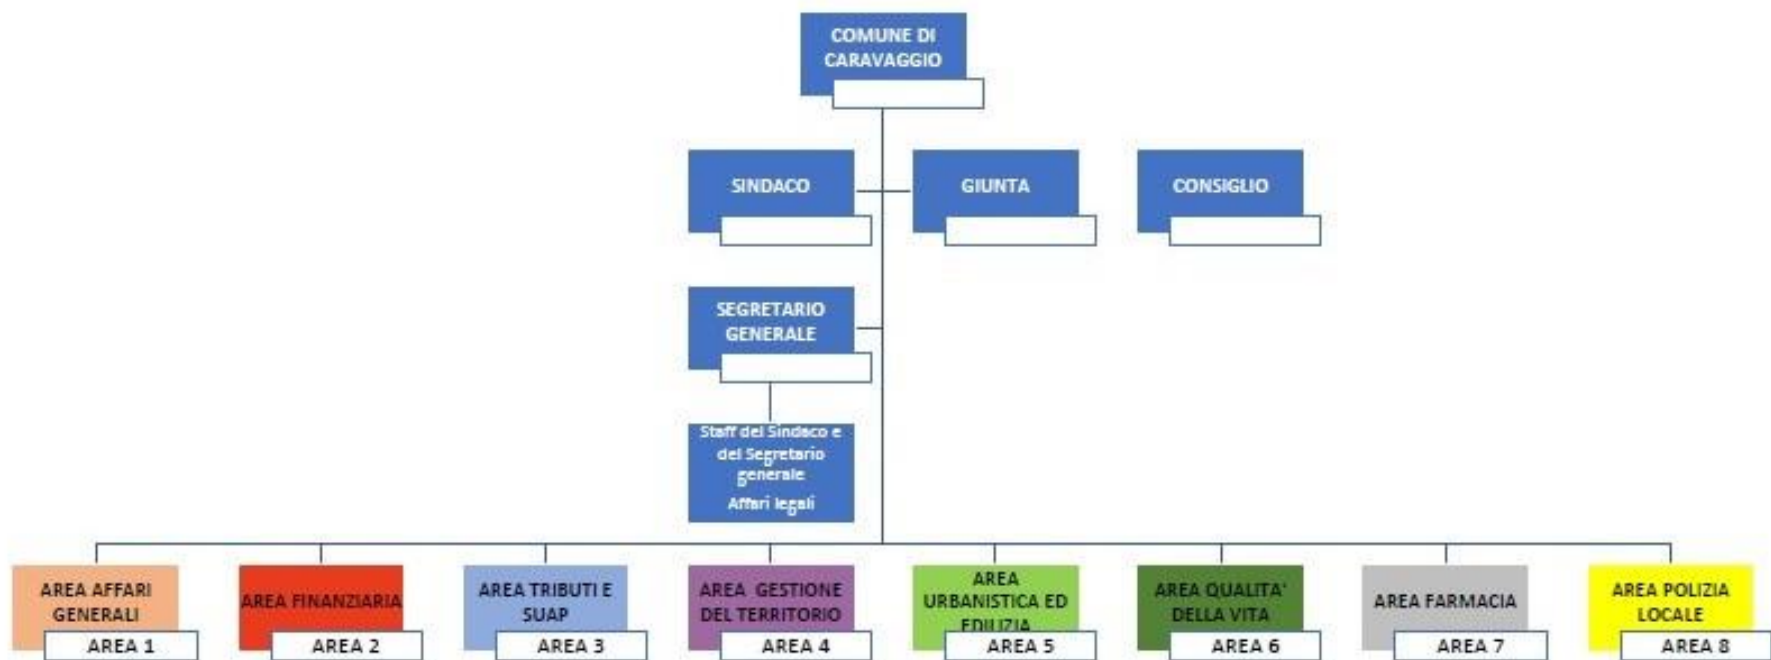 COMUNE DI
CARAVAGGIO
SINDACO
GIUNTA
CONSIGLIO
SEGRETARIO
GENERALE
Staff del Sindaco e
del Segretario
generale
Affari legali
AREA AFFARI
GENERALI
AREA 1
AREA FINANZIARIA
AREA 2
AREA TRIBUTI E
SUAP
AREA 3
AREA GESTIONE
DEL TERRITORIO
AREA 4
AREA
URBANISTICA ED
EDILIZIA
AREA 5
AREA QUALITA'
DELLA VITA
AREA 6
AREA FARMACIA
AREA 7
AREA POLIZIA
LOCALE
AREA 8